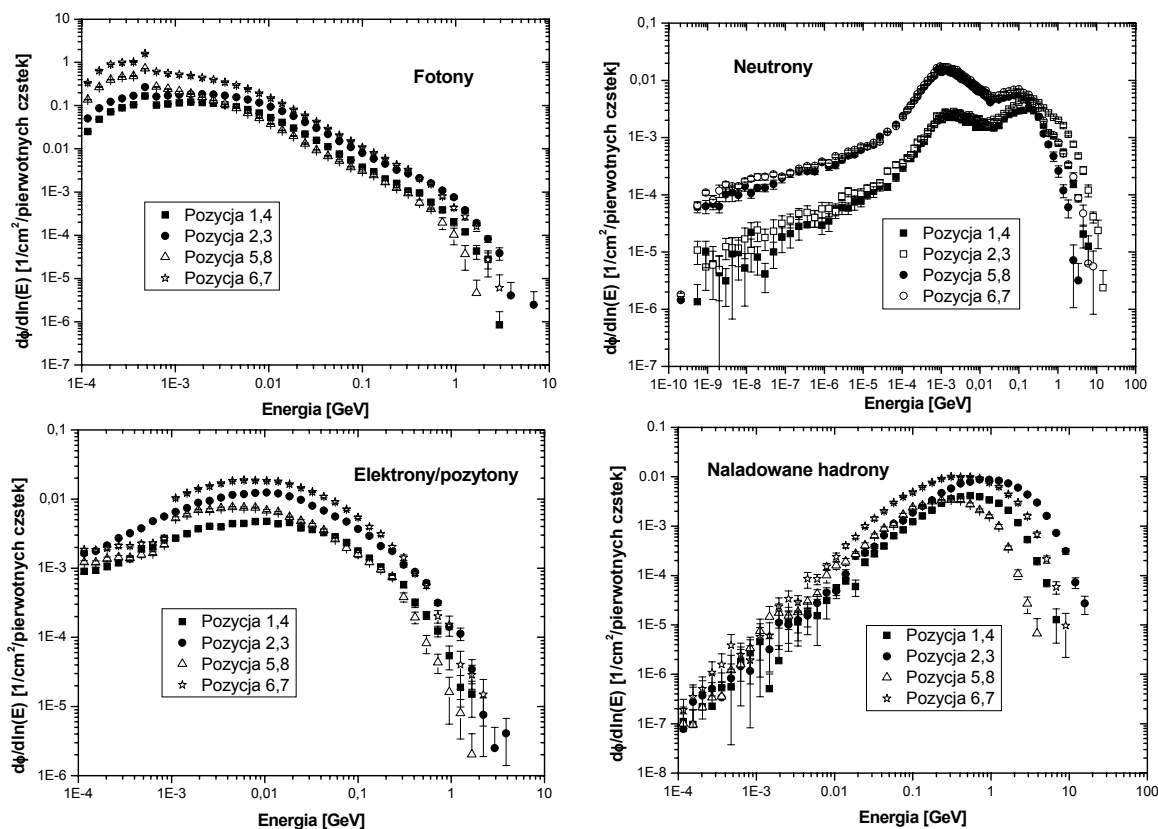 10
1
0.1
0.01
1E-3
1E-4
1E-5
1E-6
1E-7
dϕ/dln(E) [1/cm²/pierwotnych czstek]
Fotony
Pozycja 1,4
Pozycja 2,3
Pozycja 5,8
Pozycja 6,7
1E-4 1E-3 0,01 0,1 1 10
Energia [GeV]
0,1
0,01
1E-3
1E-4
1E-5
1E-6
1E-7
dϕ/dln(E) [1/cm²/pierwotnych czstek]
Neutrony
Pozycja 1,4
Pozycja 2,3
Pozycja 5,8
Pozycja 6,7
1E-10 1E-9 1E-8 1E-7 1E-6 1E-5 1E-4 1E-3 0,01 0,1 1 10 100
Energia [GeV]
0,1
0,01
1E-3
1E-4
1E-5
1E-6
dϕ/dln(E) [1/cm²/pierwotnych czstek]
Elektrony/pozytony
Pozycja 1,4
Pozycja 2,3
Pozycja 5,8
Pozycja 6,7
1E-4 1E-3 0,01 0,1 1 10
Energia [GeV]
0,1
0,01
1E-3
1E-4
1E-5
1E-6
1E-7
1E-8
dϕ/dln(E) [1/cm²/pierwotnych czstek]
Naladowane hadrony
Pozycja 1,4
Pozycja 2,3
Pozycja 5,8
Pozycja 6,7
1E-4 1E-3 0.01 0,1 1 10 100
Energia [GeV]